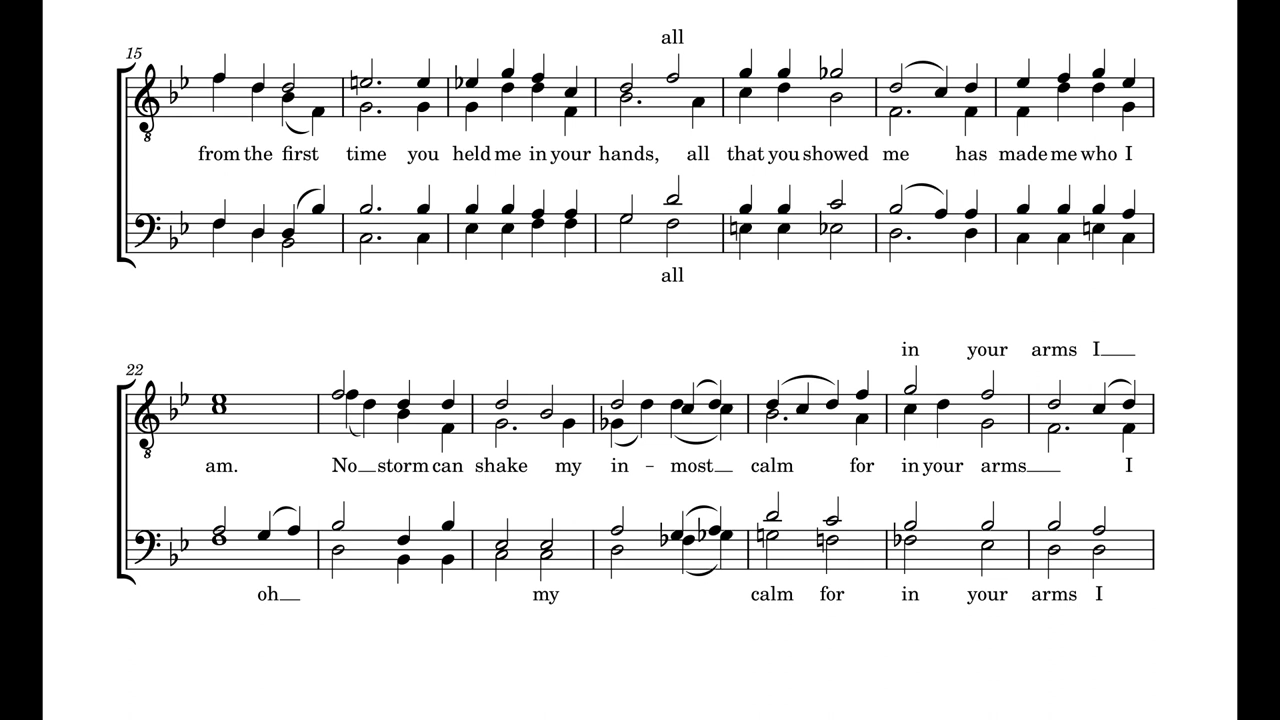 all
15
from the first time you held me in your hands, all that you showed me has made me who I
all
in your arms I
22
am. No storm can shake my in - most calm for in your arms I
oh my calm for in your arms I